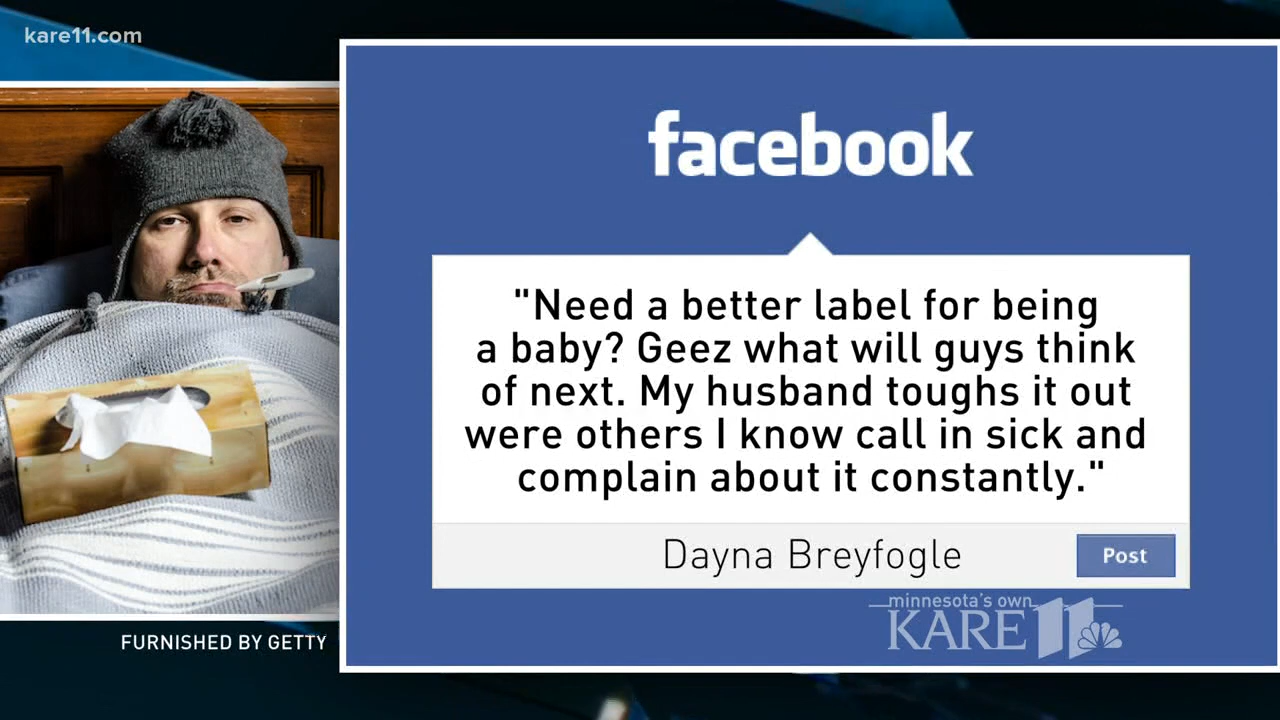 kare11.com
facebook
"Need a better label for being
a baby? Geez what will guys think
of next. My husband toughs it out
were others I know call in sick and
complain about it constantly."
Dayna Breyfogle
Post
minnesota's own
KARE 11
FURNISHED BY GETTY